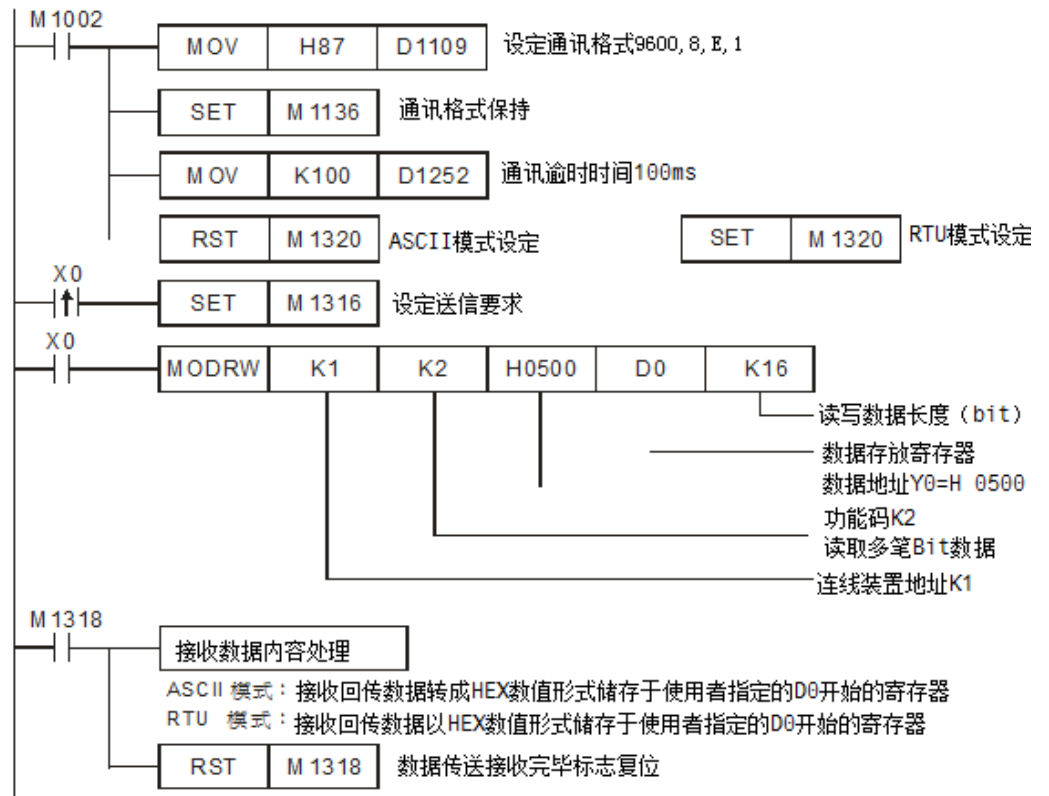 M1002
MOV H87 D1109 设定通讯格式9600,8,E,1
SET M1136 通讯格式保持
MOV K100 D1252 通讯逾时时间100ms
RST M1320 ASCII模式设定 SET M1320 RTU模式设定
X0
SET M1316 设定送信要求
X0
MODRW K1 K2 H0500 D0 K16
读写数据长度（bit）
数据存放寄存器
数据地址Y0=H 0500
功能码K2
读取多笔Bit数据
连线装置地址K1
M1318
接收数据内容处理
ASCII 模式：接收回传数据转成HEX数值形式储存于使用者指定的D0开始的寄存器
RTU 模式：接收回传数据以HEX数值形式储存于使用者指定的D0开始的寄存器
RST M1318 数据传送接收完毕标志复位